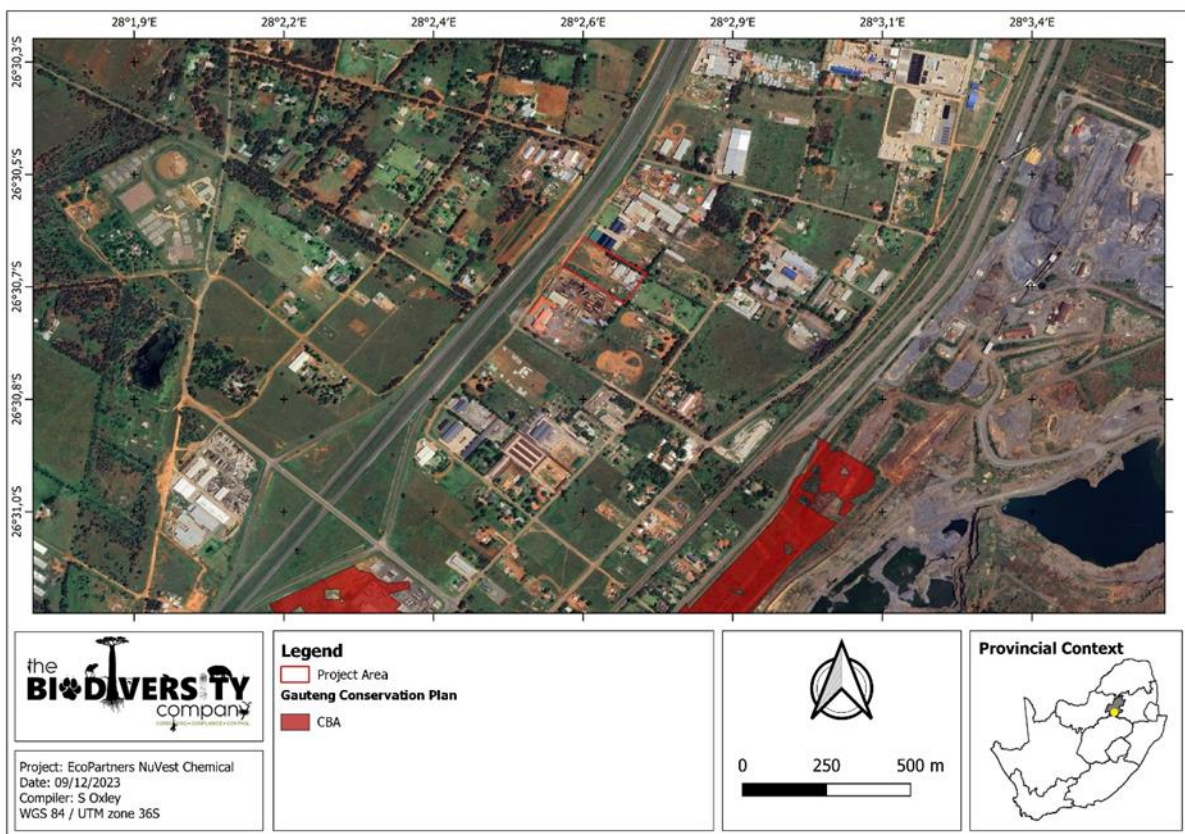 28°1,9'E 28°2,2'E 28°2,4'E 28°2,6'E 28°2,9'E 28°3,1'E 28°3,4'E
26°30,3'S
26°30,5'S
26°30,7'S
26°30,8'S
26°31,0'S
the
BIODIVERSITY
company
CONSULTING • COMPLIANCE • CONTROL
Project: EcoPartners NuVest Chemical
Date: 09/12/2023
Compiler: S Oxley
WGS 84 / UTM zone 36S
Legend
Project Area
Gauteng Conservation Plan
CBA
0 250 500 m
Provincial Context